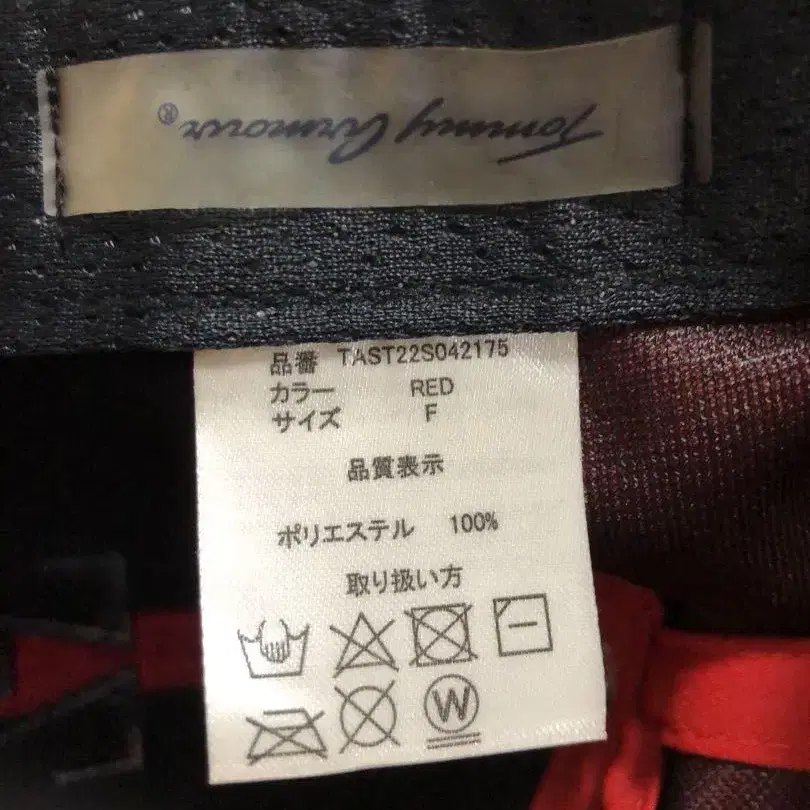 Tommy Armour®
品番 TAST22S042175
カラー RED
サイズ F
品質表示
ポリエステル 100%
取り扱い方
W